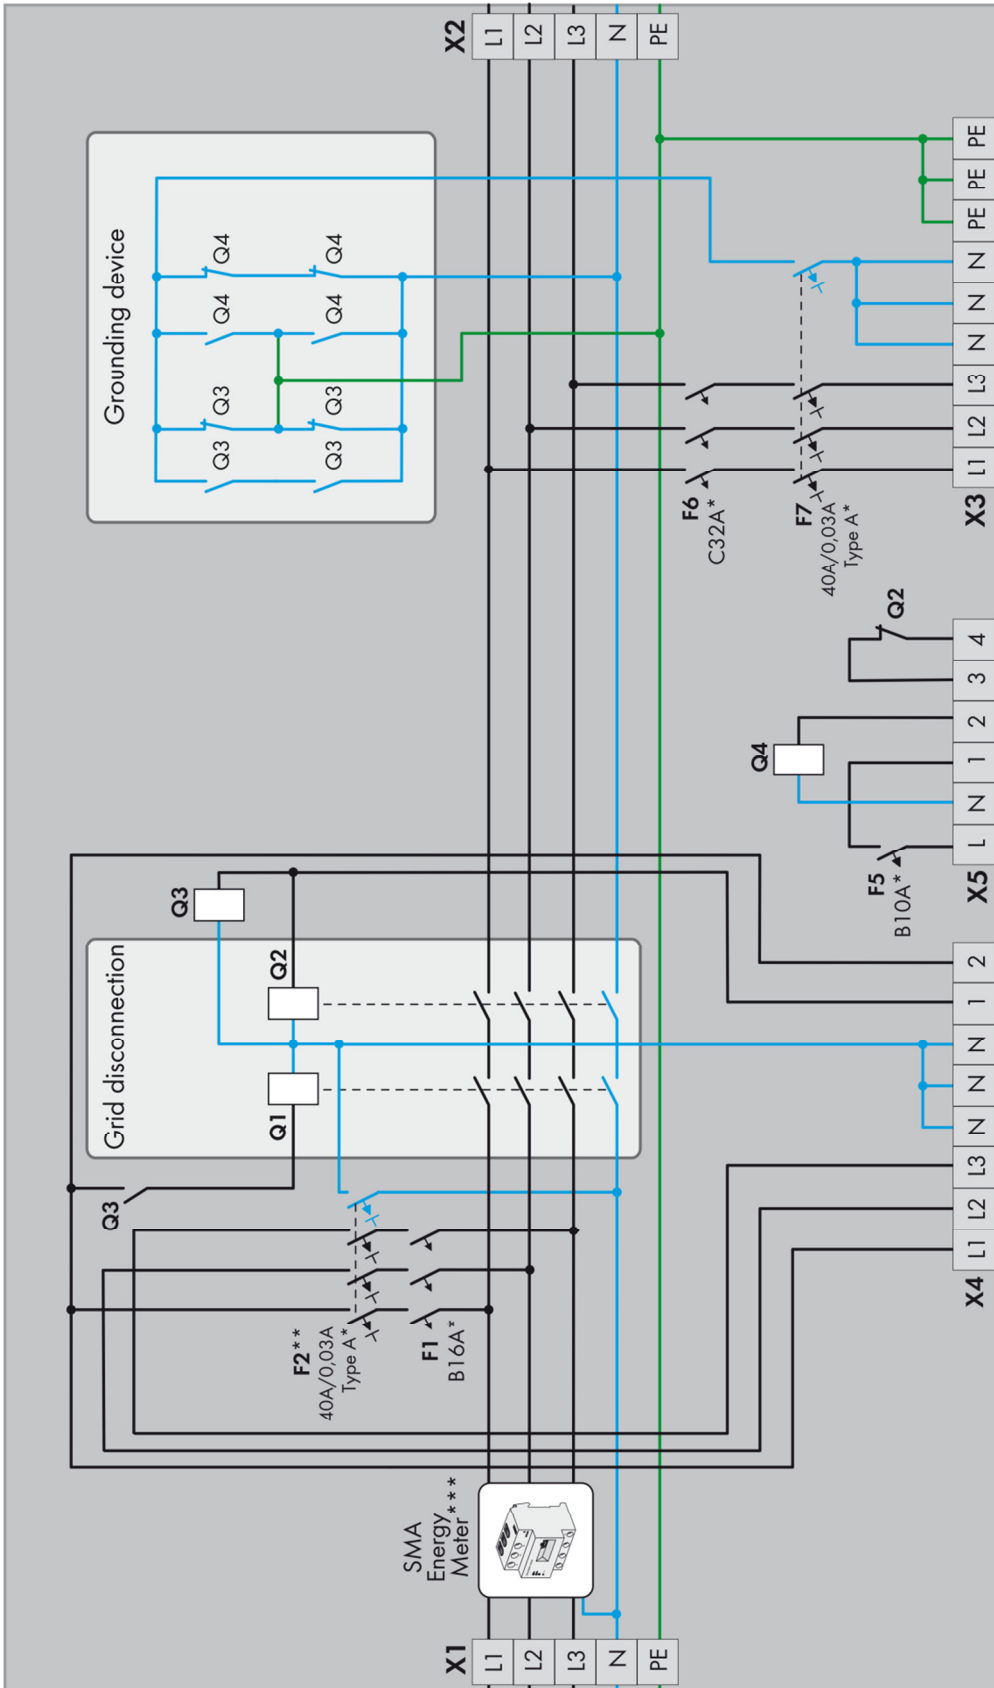 X2
L1
L2
L3
N
PE
Grounding device
Q4
Q4
Q4
Q4
Q3
Q3
Q3
Q3
PE
PE
PE
N
N
N
L3
L2
L1
X3
F6
C32A*
F7
40A/0,03A
Type A*
Q2
4
3
2
1
N
L
X5
Q4
F5
B10A*
Q3
Grid disconnection
Q2
Q1
Q3
2
1
N
N
N
L3
L2
L1
X4
F2**
40A/0,03A
Type A*
F1
B16A*
SMA
Energy
Meter***
X1
L1
L2
L3
N
PE